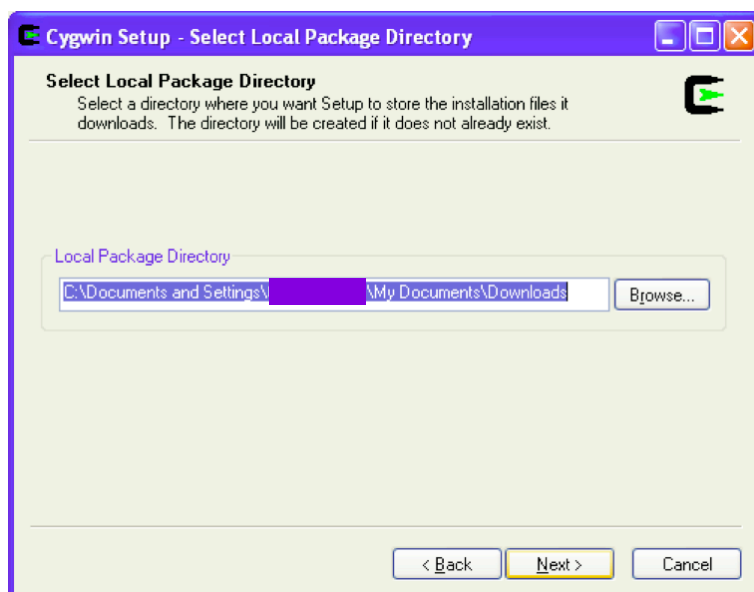 Cygwin Setup - Select Local Package Directory
Select Local Package Directory
Select a directory where you want Setup to store the installation files it
downloads. The directory will be created if it does not already exist.
Local Package Directory
C:\Documents and Settings\ \My Documents\Downloads
Browse...
< Back Next > Cancel